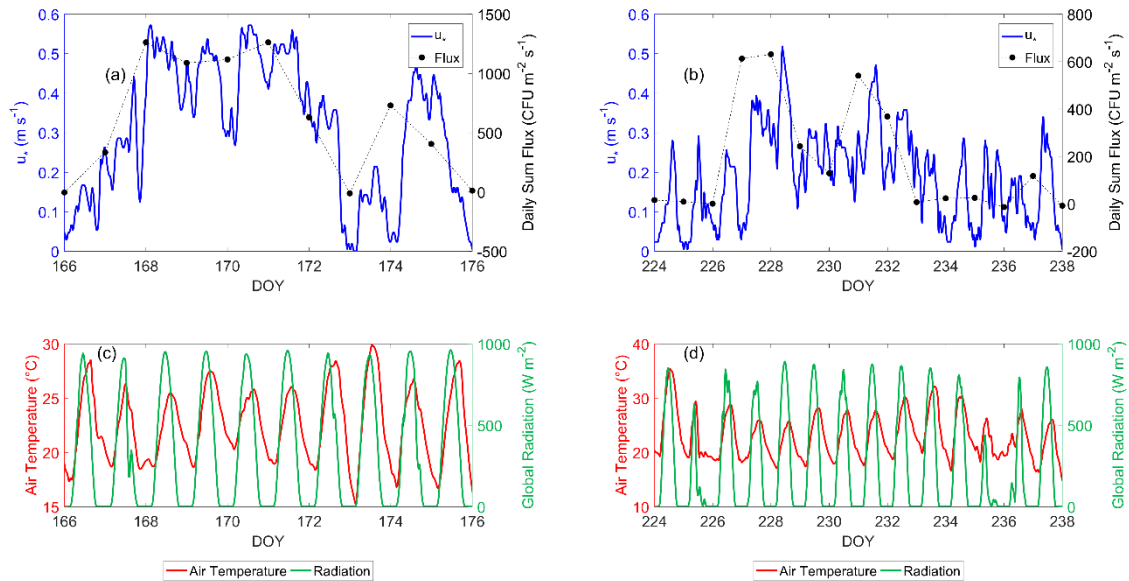 (a)
u* (m s-1)
0.6
0.5
0.4
0.3
0.2
0.1
0
1500
1000
500
0
-500
Daily Sum Flux (CFU m-2 s-1)
u*
Flux
166 168 170 172 174 176
DOY
(b)
u* (m s-1)
0.6
0.5
0.4
0.3
0.2
0.1
0
800
600
400
200
0
-200
Daily Sum Flux (CFU m-2 s-1)
u*
Flux
224 226 228 230 232 234 236 238
DOY
(c)
Air Temperature (°C)
30
25
20
15
1000
500
0
Global Radiation (W m-2)
166 168 170 172 174 176
DOY
Air Temperature Radiation
(d)
Air Temperature (°C)
40
30
20
10
1000
500
0
Global Radiation (W m-2)
224 226 228 230 232 234 236 238
DOY
Air Temperature Radiation